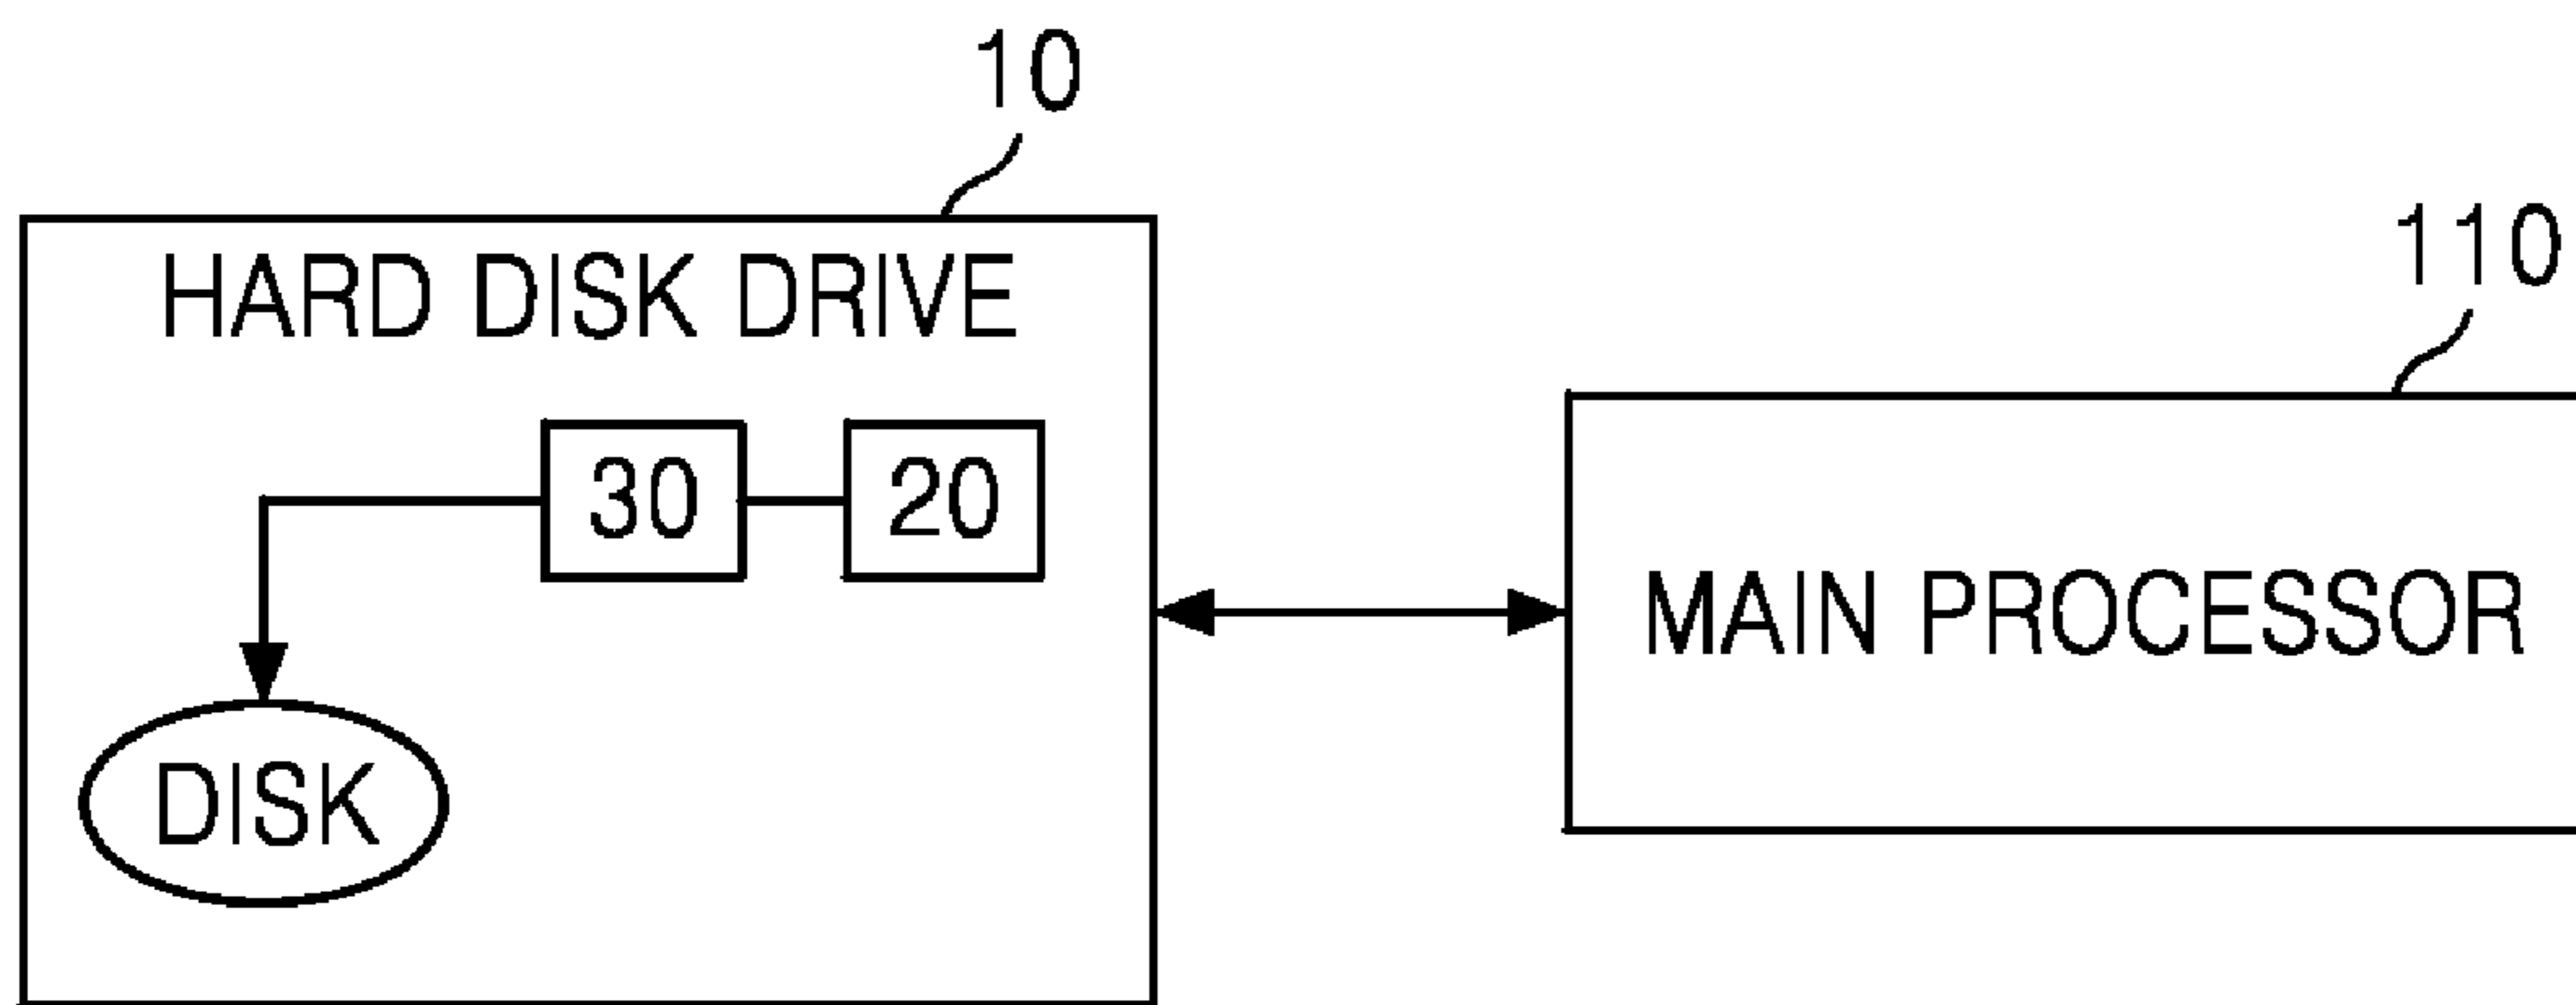 10
110
HARD DISK DRIVE
30 20
MAIN PROCESSOR
DISK